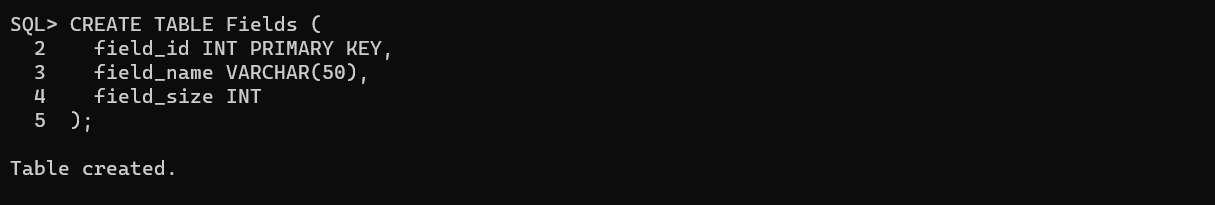 SQL> CREATE TABLE Fields (
  2    field_id INT PRIMARY KEY,
  3    field_name VARCHAR(50),
  4    field_size INT
  5  );

Table created.